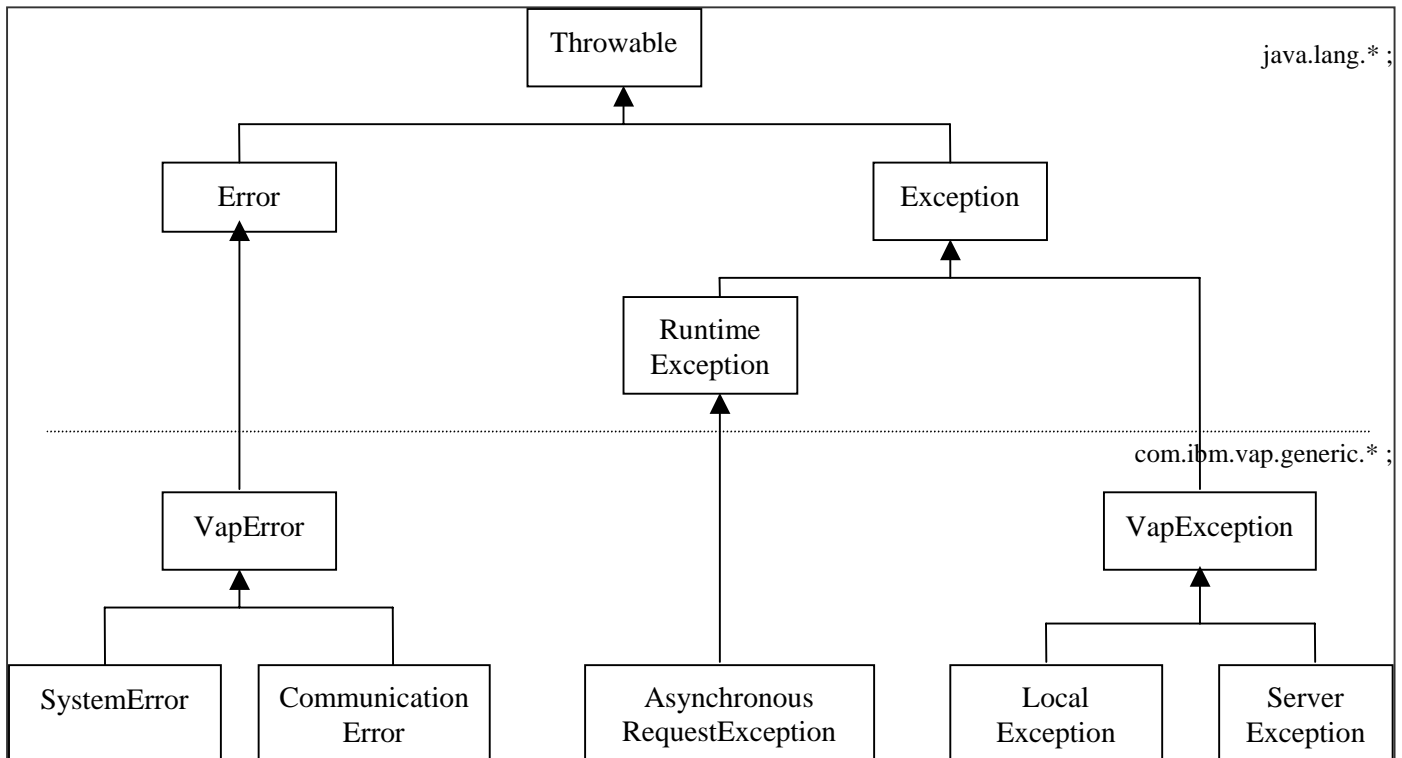 Throwable
java.lang.* ;
Error
Exception
Runtime
Exception
com.ibm.vap.generic.* ;
VapError
VapException
SystemError
Communication
Error
Asynchronous
RequestException
Local
Exception
Server
Exception